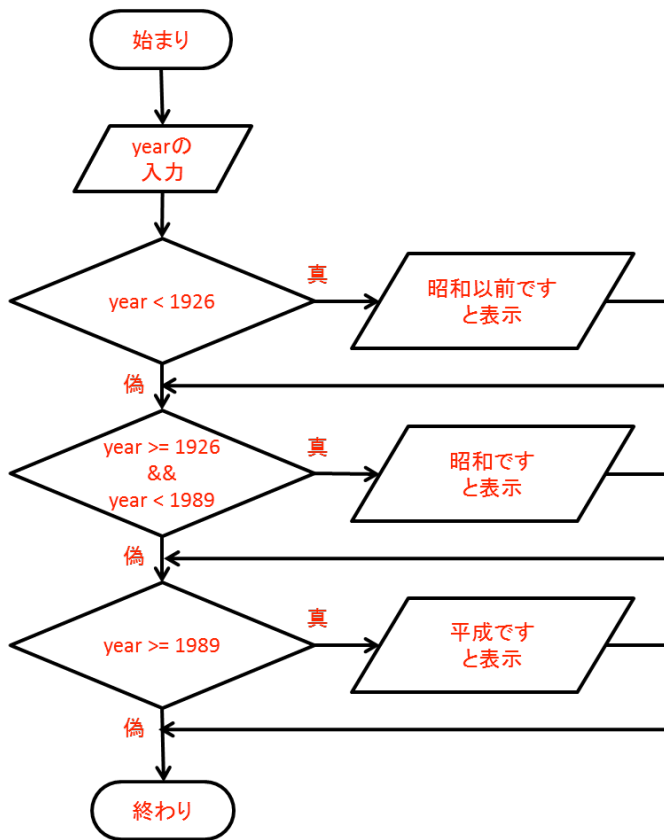 始まり
yearの
入力
year < 1926
真
昭和以前です
と表示
偽
year >= 1926
&&
year < 1989
真
昭和です
と表示
偽
year >= 1989
真
平成です
と表示
偽
終わり